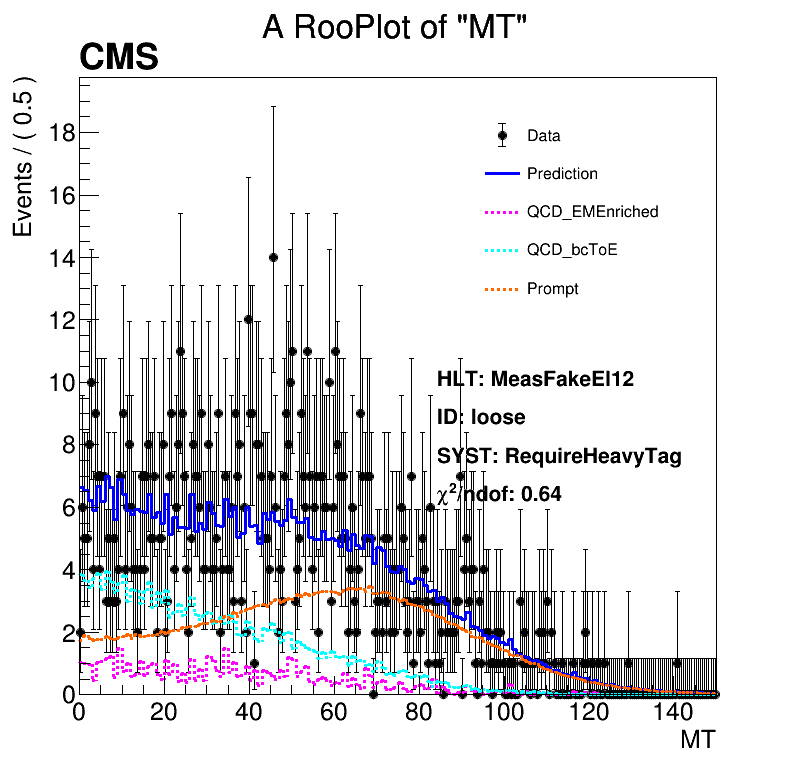 A RooPlot of "MT"
CMS
Events / ( 0.5 )
18
16
14
12
10
8
6
4
2
0
Data
Prediction
QCD_EMEnriched
QCD_bcToE
Prompt
HLT: MeasFakeEl12
ID: loose
SYST: RequireHeavyTag
χ²/ndof: 0.64
0 20 40 60 80 100 120 140
MT